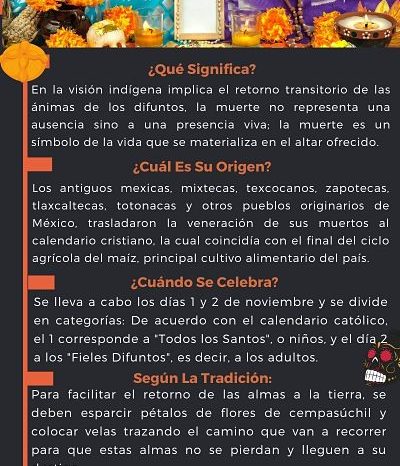 ¿Qué Significa?
En la visión indígena implica el retorno transitorio de las
ánimas de los difuntos, la muerte no representa una
ausencia sino a una presencia viva; la muerte es un
símbolo de la vida que se materializa en el altar ofrecido.
¿Cuál Es Su Origen?
Los antiguos mexicas, mixtecas, texcocanos, zapotecas,
tlaxcaltecas, totonacas y otros pueblos originarios de
México, trasladaron la veneración de sus muertos al
calendario cristiano, la cual coincidía con el final del ciclo
agrícola del maíz, principal cultivo alimentario del país.
¿Cuándo Se Celebra?
Se lleva a cabo los días 1 y 2 de noviembre y se divide
en categorías: De acuerdo con el calendario católico,
el 1 corresponde a "Todos los Santos", o niños, y el día 2
a los "Fieles Difuntos", es decir, a los adultos.
Según La Tradición:
Para facilitar el retorno de las almas a la tierra, se
deben esparcir pétalos de flores de cempasúchil y
colocar velas trazando el camino que van a recorrer
para que estas almas no se pierdan y lleguen a su